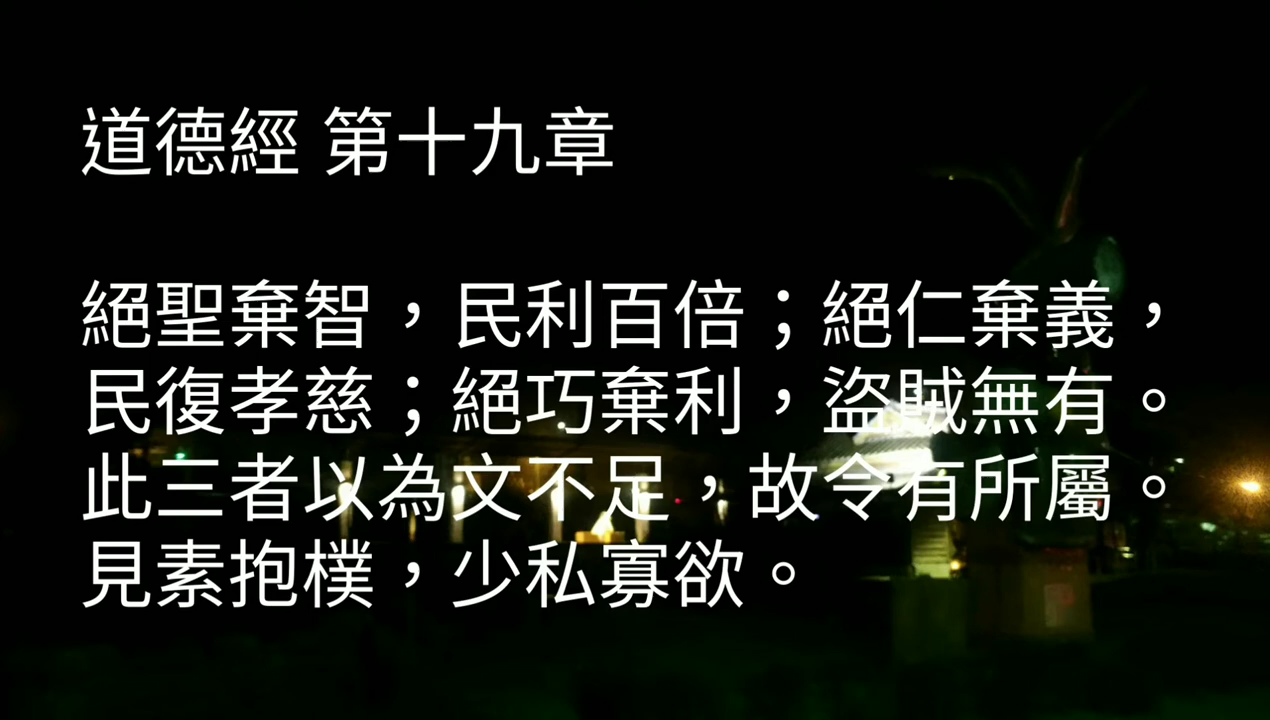 道德經 第十九章
絕聖棄智，民利百倍；絕仁棄義，
民復孝慈；絕巧棄利，盜賊無有。
此三者以為文不足，故令有所屬。
見素抱樸，少私寡欲。